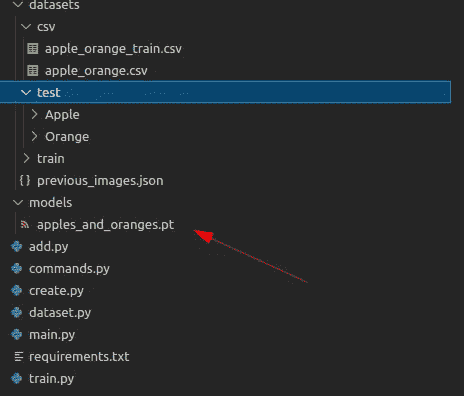 datasets
csv
apple_orange_train.csv
apple_orange.csv
test
Apple
Orange
train
previous_images.json
models
apples_and_oranges.pt
add.py
commands.py
create.py
dataset.py
main.py
requirements.txt
train.py